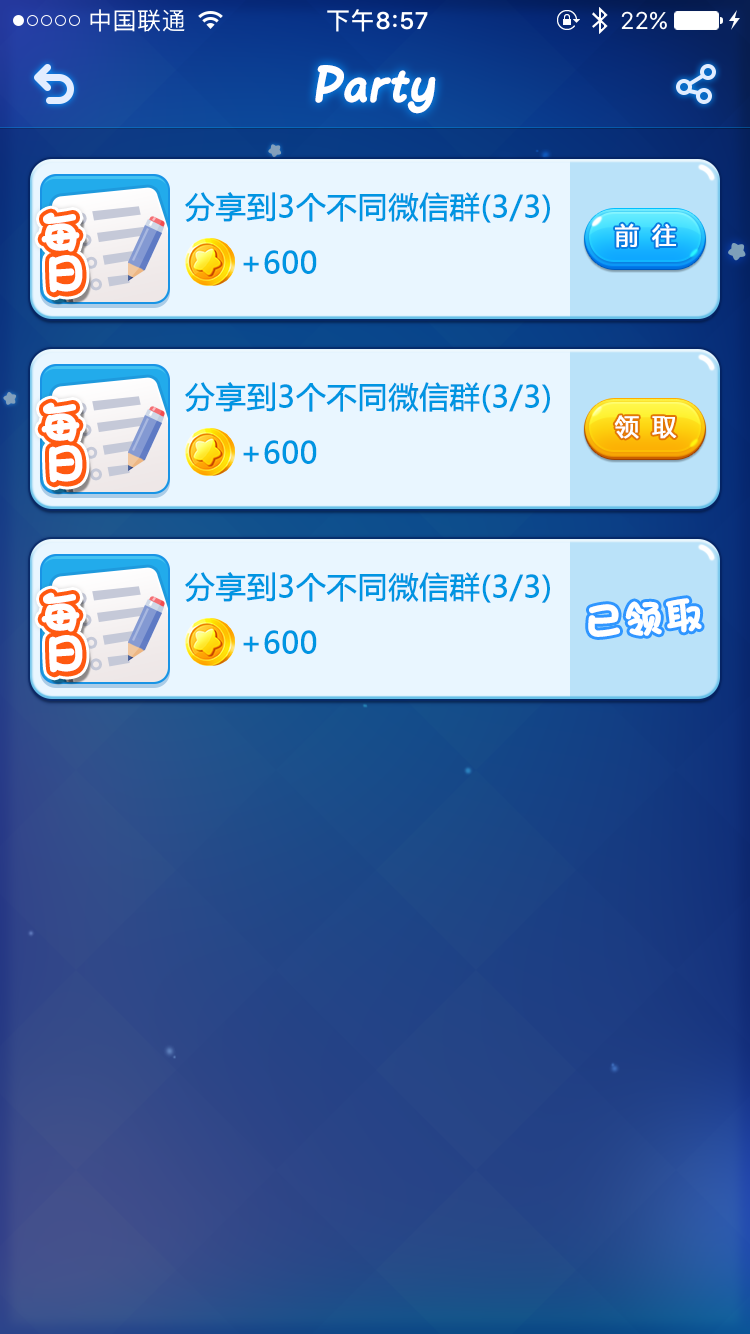 中国联通 下午8:57 22%
Party
每日
分享到3个不同微信群(3/3)
+600
前往
每日
分享到3个不同微信群(3/3)
+600
领取
每日
分享到3个不同微信群(3/3)
+600
已领取